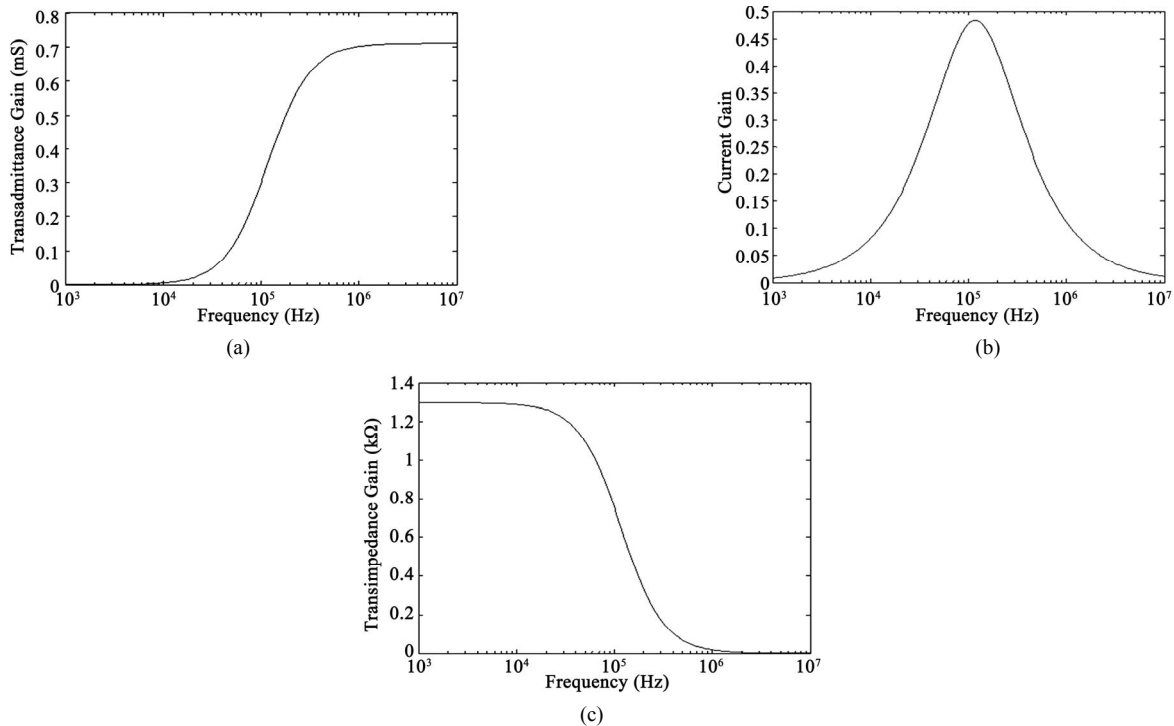 0.8
0.7
0.6
0.5
0.4
0.3
0.2
0.1
0
Transadmittance Gain (mS)
10³ 10⁴ 10⁵ 10⁶ 10⁷
Frequency (Hz)
(a)
0.5
0.45
0.4
0.35
0.3
0.25
0.2
0.15
0.1
0.05
0
Current Gain
10³ 10⁴ 10⁵ 10⁶ 10⁷
Frequency (Hz)
(b)
1.4
1.2
1
0.8
0.6
0.4
0.2
0
Transimpedance Gain (kΩ)
10³ 10⁴ 10⁵ 10⁶ 10⁷
Frequency (Hz)
(c)